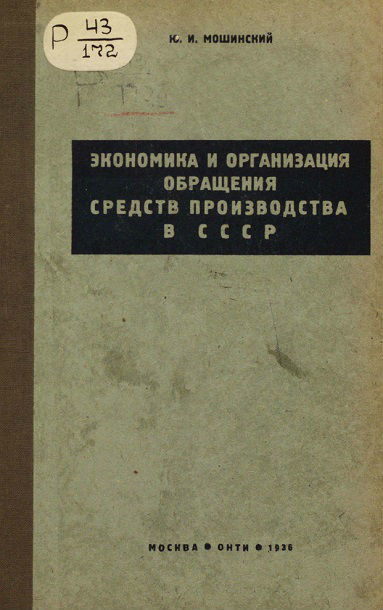 Р 43
172
Ю. И. МОШИНСКИЙ
ЭКОНОМИКА И ОРГАНИЗАЦИЯ
ОБРАЩЕНИЯ
СРЕДСТВ ПРОИЗВОДСТВА
В СССР
МОСКВА • ОНТИ • 1936